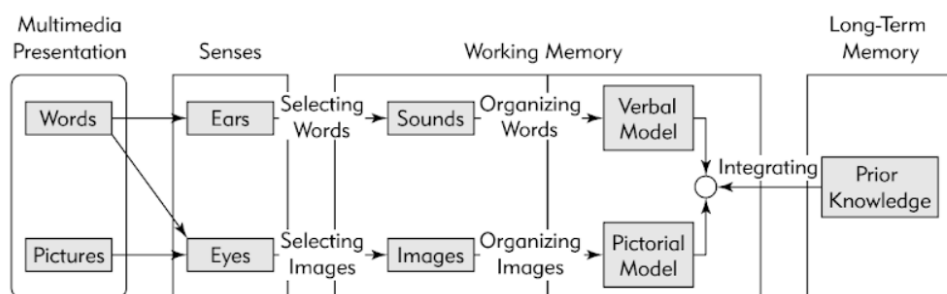 Multimedia
Presentation
Senses
Working Memory
Long-Term
Memory
Words
Ears
Selecting
Words
Sounds
Organizing
Words
Verbal
Model
Integrating
Prior
Knowledge
Pictures
Eyes
Selecting
Images
Images
Organizing
Images
Pictorial
Model